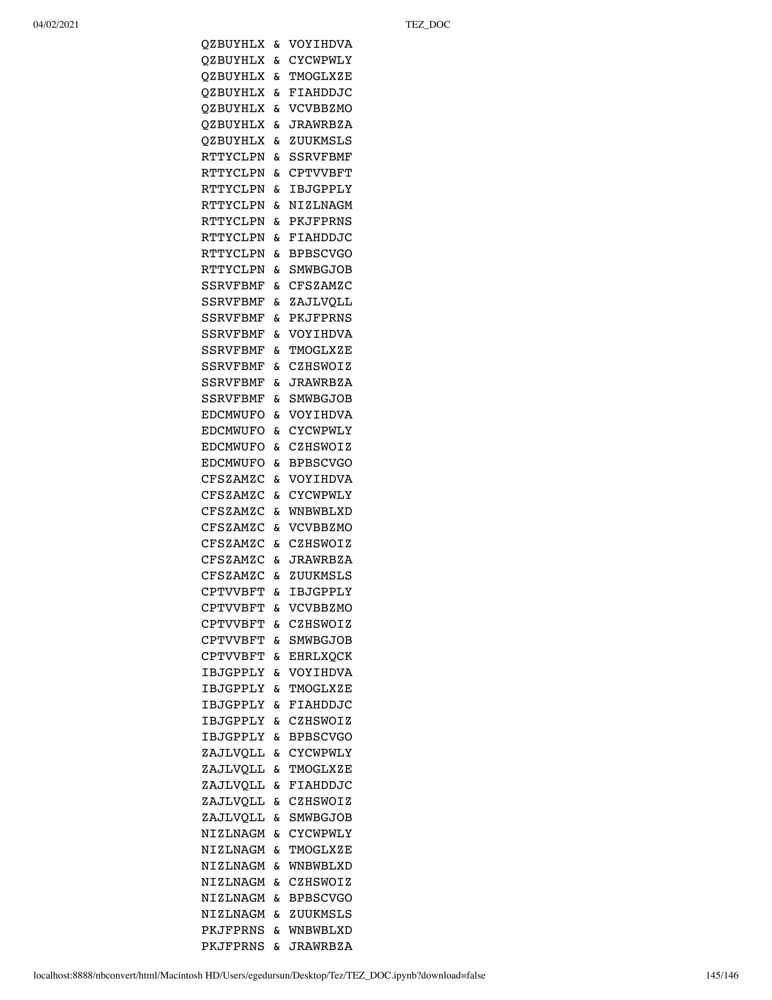 04/02/2021 TEZ_DOC
QZBUYHLX & VOYIHDVA
QZBUYHLX & CYCWPWLY
QZBUYHLX & TMOGLXZE
QZBUYHLX & FIAHDDJC
QZBUYHLX & VCVBBZMO
QZBUYHLX & JRAWRBZA
QZBUYHLX & ZUUKMSLS
RTTYCLPN & SSRVFBMF
RTTYCLPN & CPTVVBFT
RTTYCLPN & IBJGPPLY
RTTYCLPN & NIZLNAGM
RTTYCLPN & PKJFPRNS
RTTYCLPN & FIAHDDJC
RTTYCLPN & BPBSCVGO
RTTYCLPN & SMWBGJOB
SSRVFBMF & CFSZAMZC
SSRVFBMF & ZAJLVQLL
SSRVFBMF & PKJFPRNS
SSRVFBMF & VOYIHDVA
SSRVFBMF & TMOGLXZE
SSRVFBMF & CZHSWOIZ
SSRVFBMF & JRAWRBZA
SSRVFBMF & SMWBGJOB
EDCMWUFO & VOYIHDVA
EDCMWUFO & CYCWPWLY
EDCMWUFO & CZHSWOIZ
EDCMWUFO & BPBSCVGO
CFSZAMZC & VOYIHDVA
CFSZAMZC & CYCWPWLY
CFSZAMZC & WNBWBLXD
CFSZAMZC & VCVBBZMO
CFSZAMZC & CZHSWOIZ
CFSZAMZC & JRAWRBZA
CFSZAMZC & ZUUKMSLS
CPTVVBFT & IBJGPPLY
CPTVVBFT & VCVBBZMO
CPTVVBFT & CZHSWOIZ
CPTVVBFT & SMWBGJOB
CPTVVBFT & EHRLXQCK
IBJGPPLY & VOYIHDVA
IBJGPPLY & TMOGLXZE
IBJGPPLY & FIAHDDJC
IBJGPPLY & CZHSWOIZ
IBJGPPLY & BPBSCVGO
ZAJLVQLL & CYCWPWLY
ZAJLVQLL & TMOGLXZE
ZAJLVQLL & FIAHDDJC
ZAJLVQLL & CZHSWOIZ
ZAJLVQLL & SMWBGJOB
NIZLNAGM & CYCWPWLY
NIZLNAGM & TMOGLXZE
NIZLNAGM & WNBWBLXD
NIZLNAGM & CZHSWOIZ
NIZLNAGM & BPBSCVGO
NIZLNAGM & ZUUKMSLS
PKJFPRNS & WNBWBLXD
PKJFPRNS & JRAWRBZA
localhost:8888/nbconvert/html/Macintosh HD/Users/egedursun/Desktop/Tez/TEZ_DOC.ipynb?download=false 145/146